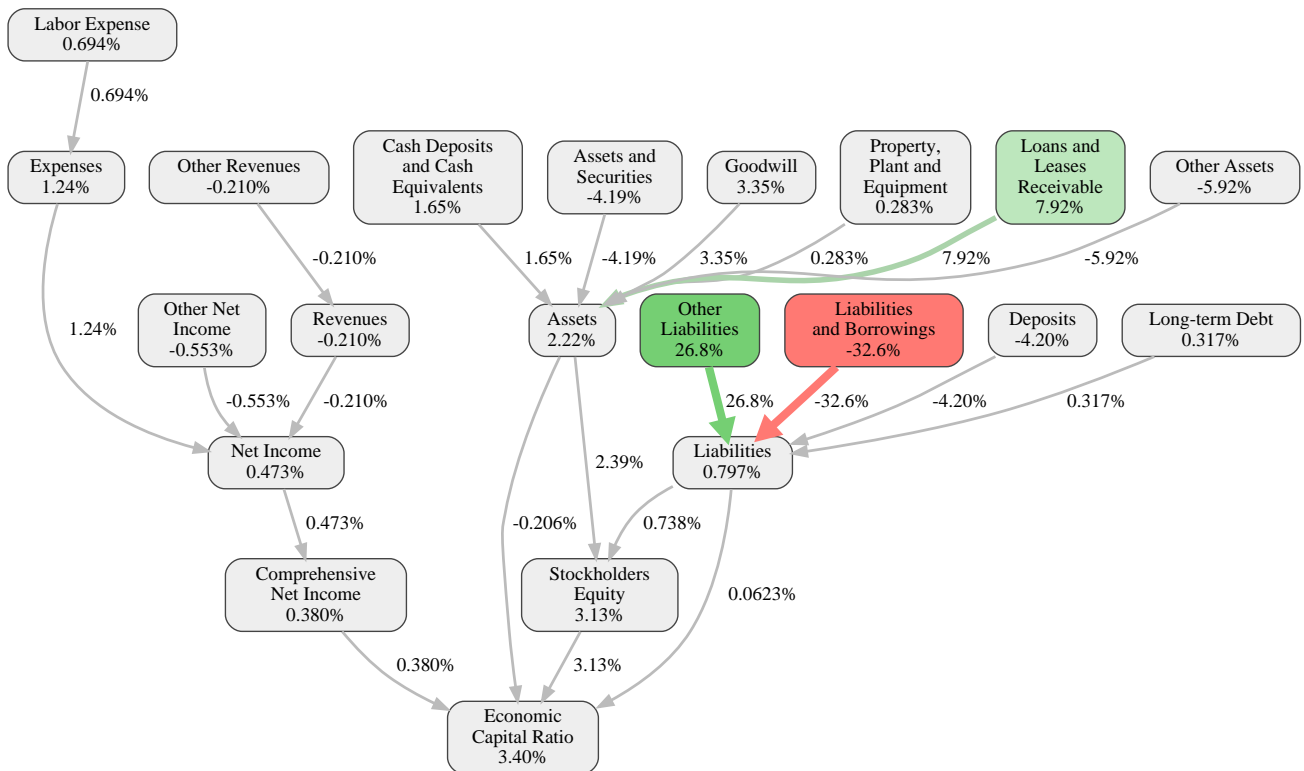 Labor Expense
0.694%
0.694%
Expenses
1.24%
Other Revenues
-0.210%
Cash Deposits
and Cash
Equivalents
1.65%
Assets and
Securities
-4.19%
Goodwill
3.35%
Property,
Plant and
Equipment
0.283%
Loans and
Leases
Receivable
7.92%
Other Assets
-5.92%
-0.210%
1.65%
-4.19%
3.35%
0.283%
7.92%
-5.92%
1.24%
Other Net
Income
-0.553%
Revenues
-0.210%
Assets
2.22%
Other
Liabilities
26.8%
Liabilities
and Borrowings
-32.6%
Deposits
-4.20%
Long-term Debt
0.317%
-0.553%
-0.210%
26.8%
-32.6%
-4.20%
0.317%
Net Income
0.473%
2.39%
Liabilities
0.797%
0.473%
-0.206%
0.738%
Comprehensive
Net Income
0.380%
Stockholders
Equity
3.13%
0.0623%
0.380%
3.13%
Economic
Capital Ratio
3.40%